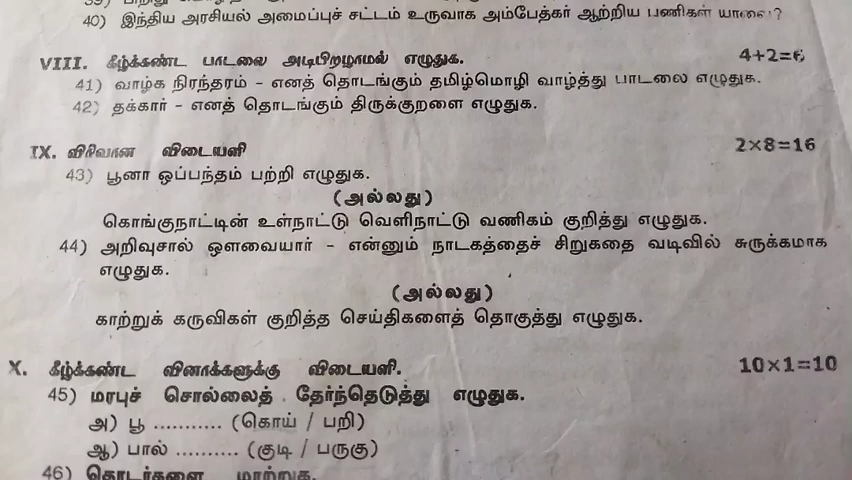 40) இந்திய அரசியல் அமைப்புச் சட்டம் உருவாக அம்பேத்கர் ஆற்றிய பணிகள் யாவை?
VIII. கீழ்க்கண்ட பாடலை அடிபிறழாமல் எழுதுக. 4+2=6
41) வாழ்க நிரந்தரம் - எனத் தொடங்கும் தமிழ்மொழி வாழ்த்து பாடலை எழுதுக.
42) தக்கார் - எனத் தொடங்கும் திருக்குறளை எழுதுக.
IX. விரிவான விடையளி 2×8=16
43) பூனா ஒப்பந்தம் பற்றி எழுதுக.
(அல்லது)
கொங்குநாட்டின் உள்நாட்டு வெளிநாட்டு வணிகம் குறித்து எழுதுக.
44) அறிவுசால் ஔவையார் - என்னும் நாடகத்தைச் சிறுகதை வடிவில் சுருக்கமாக
எழுதுக.
(அல்லது)
காற்றுக் கருவிகள் குறித்த செய்திகளைத் தொகுத்து எழுதுக.
X. கீழ்க்கண்ட வினாக்களுக்கு விடையளி. 10×1=10
45) மரபுச் சொல்லைத் தேர்ந்தெடுத்து எழுதுக.
அ) பூ ........... (கொய் / பறி)
ஆ) பால் .......... (குடி / பருகு)
46) தொடர்களை மாற்றுக.